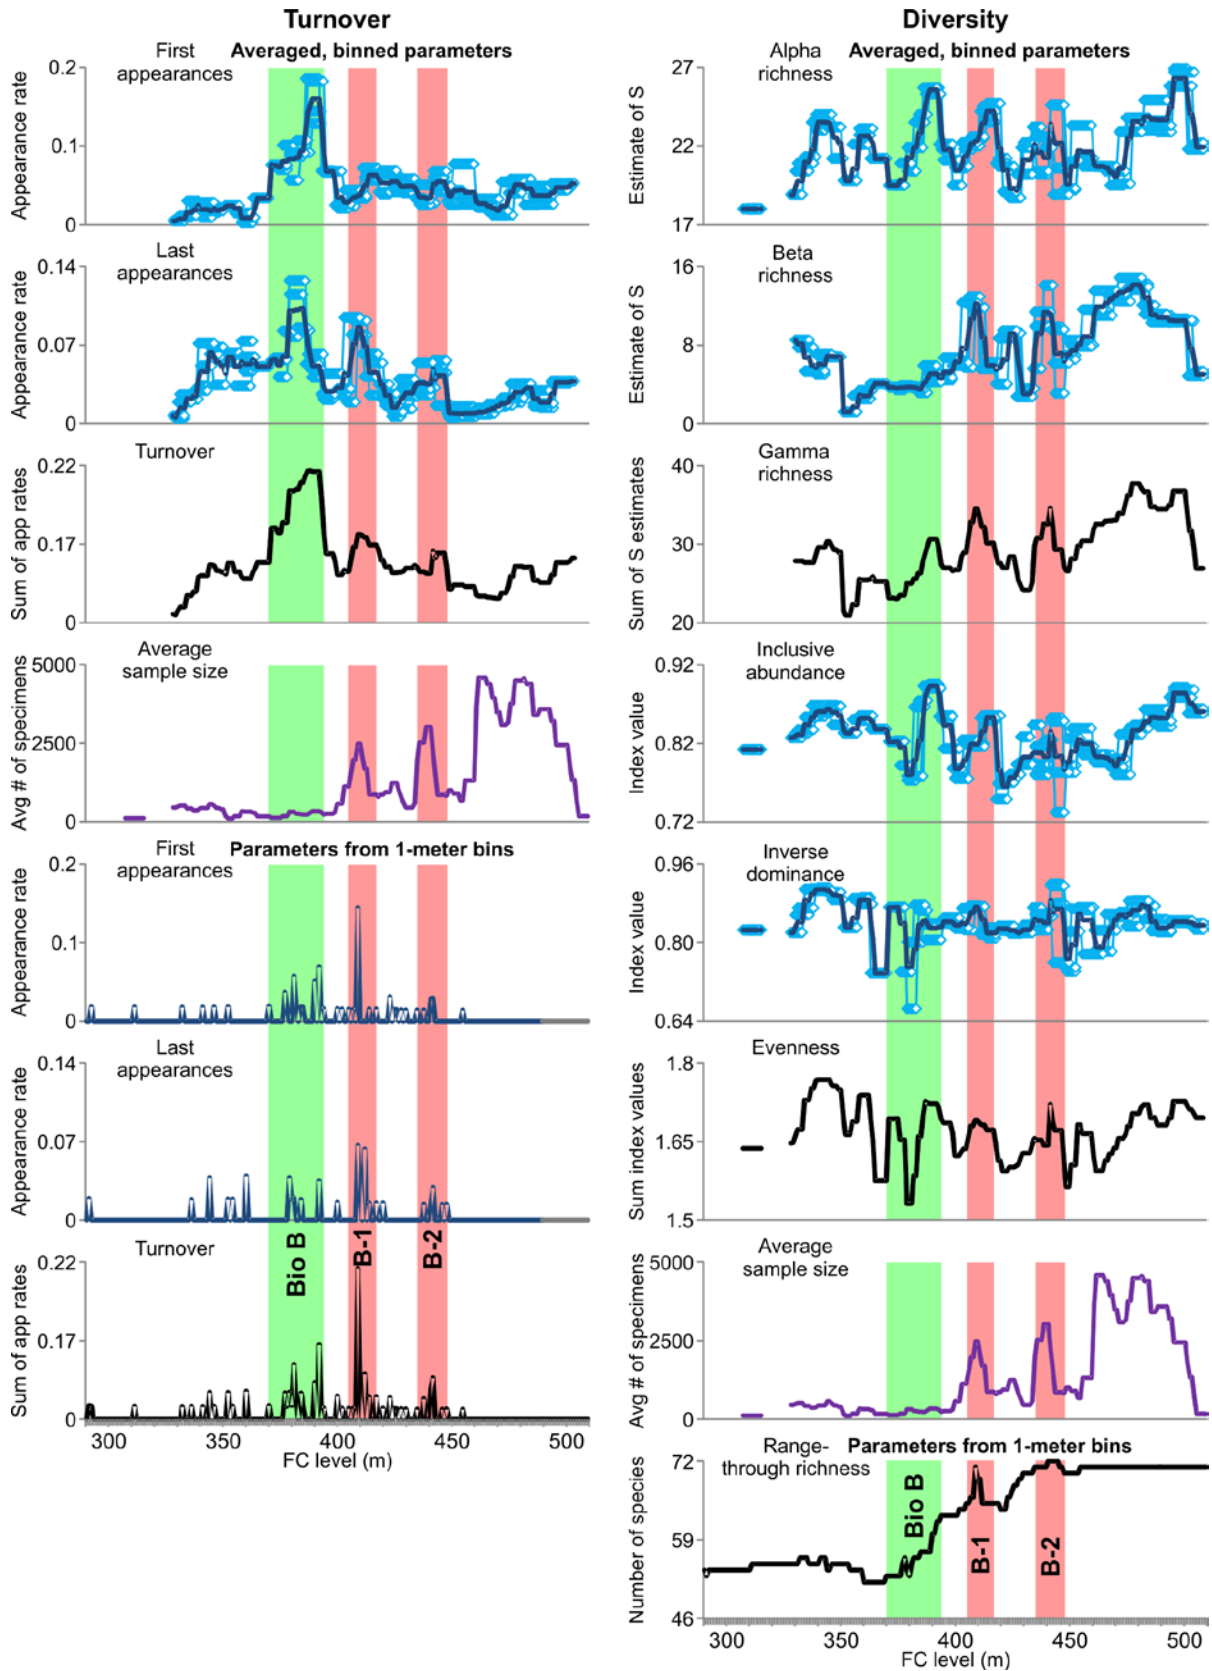 Turnover
First
appearances
Averaged, binned parameters
Appearance rate
0.2
0.1
0
Last
appearances
Appearance rate
0.14
0.07
0
Turnover
Sum of app rates
0.22
0.17
0
Average
sample size
Avg # of specimens
5000
2500
0
First
appearances
Parameters from 1-meter bins
Appearance rate
0.2
0.1
0
Last
appearances
Appearance rate
0.14
0.07
0
Turnover
Sum of app rates
0.22
0.17
0
Bio B
B-1
B-2
300 350 400 450 500
FC level (m)
Diversity
Alpha
richness
Averaged, binned parameters
Estimate of S
27
22
17
Beta
richness
Estimate of S
16
8
0
Gamma
richness
Sum of S estimates
40
30
20
Inclusive
abundance
Index value
0.92
0.82
0.72
Inverse
dominance
Index value
0.96
0.80
0.64
Evenness
Sum index values
1.8
1.65
1.5
Average
sample size
Avg # of specimens
5000
2500
0
Range-
through richness
Parameters from 1-meter bins
Number of species
72
59
46
Bio B
B-1
B-2
300 350 400 450 500
FC level (m)